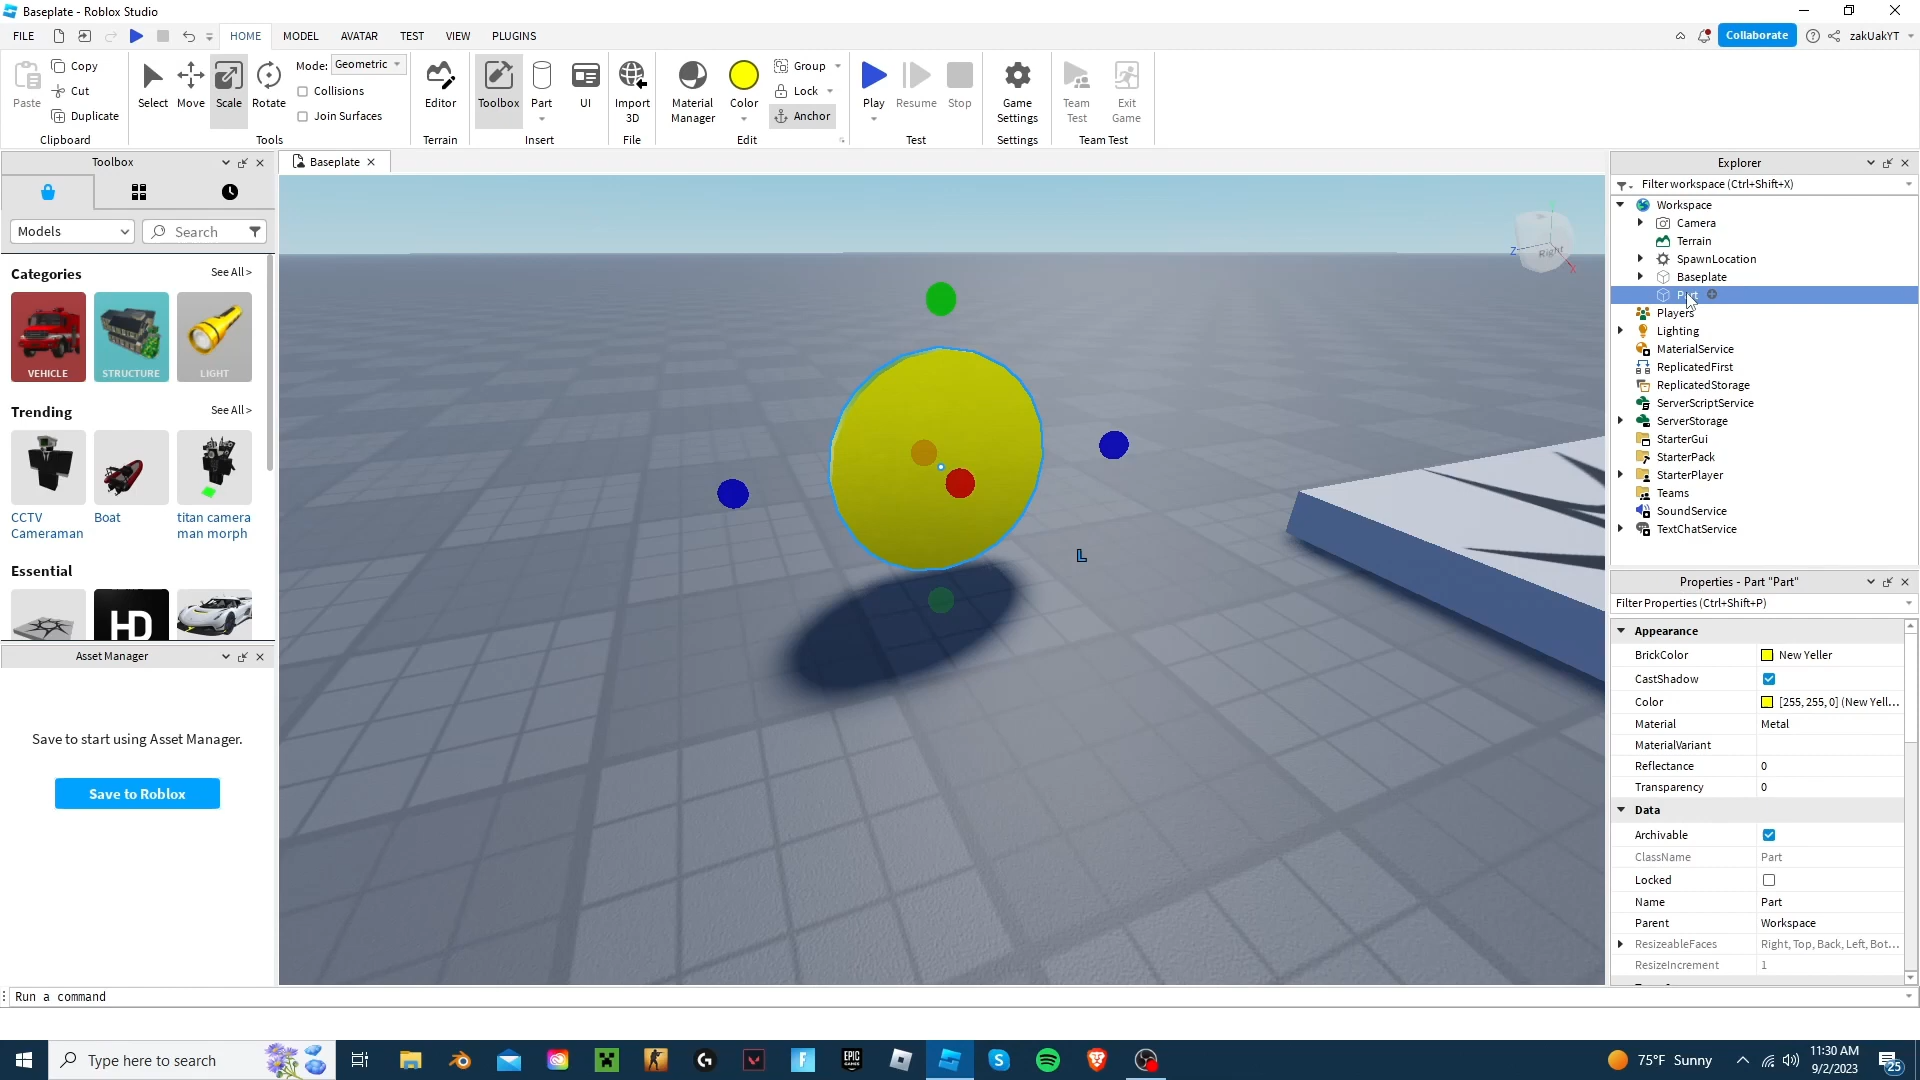 Baseplate - Roblox Studio
FILE
HOME
MODEL
AVATAR
TEST
VIEW
PLUGINS
Collaborate
zakUakYT
Paste
Copy
Cut
Duplicate
Clipboard
Select
Move
Scale
Rotate
Mode:
Geometric
Collisions
Join Surfaces
Tools
Editor
Terrain
Toolbox
Part
UI
Insert
Import
3D
File
Material
Manager
Color
Group
Lock
Anchor
Edit
Play
Resume
Stop
Test
Game
Settings
Settings
Team
Test
Exit
Game
Team Test
Toolbox
Models
Search
Categories
See All >
VEHICLE
STRUCTURE
LIGHT
Trending
See All >
CCTV
Cameraman
Boat
titan camera
man morph
Essential
HD
Asset Manager
Save to start using Asset Manager.
Save to Roblox
Baseplate
Y
Z
Right
X
L
Explorer
Filter workspace (Ctrl+Shift+X)
Workspace
Camera
Terrain
SpawnLocation
Baseplate
Part
Players
Lighting
MaterialService
ReplicatedFirst
ReplicatedStorage
ServerScriptService
ServerStorage
StarterGui
StarterPack
StarterPlayer
Teams
SoundService
TextChatService
Properties - Part "Part"
Filter Properties (Ctrl+Shift+P)
Appearance
BrickColor New Yeller
CastShadow
Color [255, 255, 0] (New Yell...
Material Metal
MaterialVariant
Reflectance 0
Transparency 0
Data
Archivable
ClassName Part
Locked
Name Part
Parent Workspace
ResizeableFaces Right, Top, Back, Left, Bot...
ResizeIncrement 1
Run a command
Type here to search
EPIC
GAMES
75°F Sunny
11:30 AM
9/2/2023
25